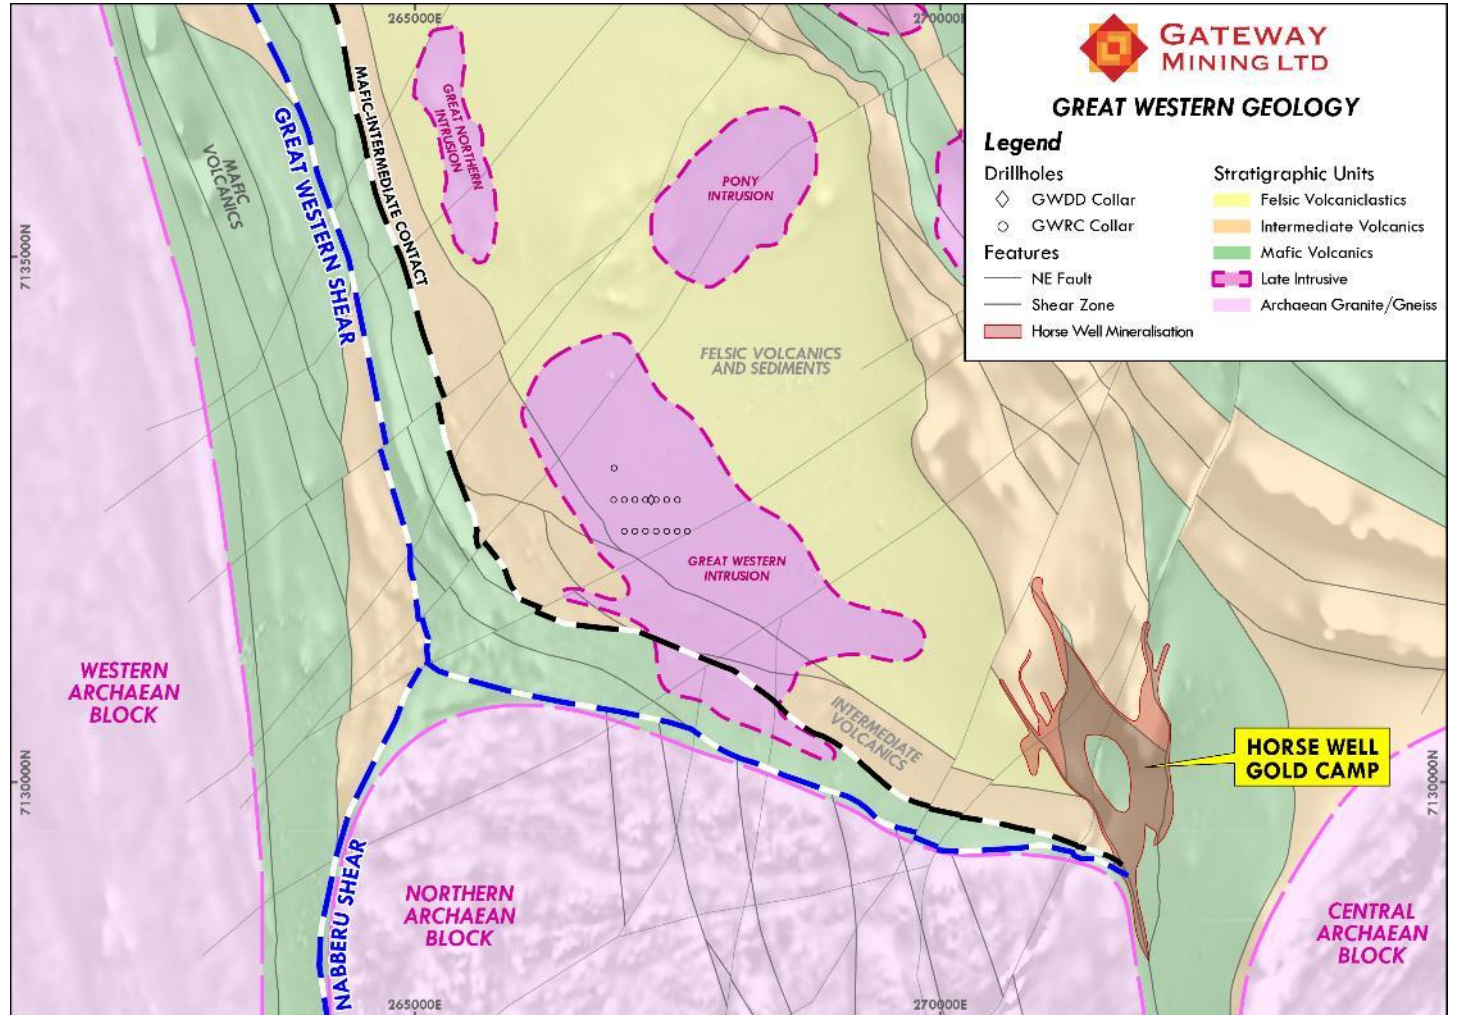 265000E
270000E
GATEWAY
MINING LTD
GREAT WESTERN GEOLOGY
Legend
Drillholes
GWDD Collar
GWRC Collar
Features
NE Fault
Shear Zone
Horse Well Mineralisation
Stratigraphic Units
Felsic Volcaniclastics
Intermediate Volcanics
Mafic Volcanics
Late Intrusive
Archaean Granite/Gneiss
MAFIC-INTERMEDIATE CONTACT
GREAT NORTHERN
INTRUSION
GREAT WESTERN SHEAR
MAFIC
VOLCANICS
PONY
INTRUSION
7135000N
FELSIC VOLCANICS
AND SEDIMENTS
GREAT WESTERN
INTRUSION
WESTERN
ARCHAEAN
BLOCK
INTERMEDIATE
VOLCANICS
HORSE WELL
GOLD CAMP
7130000N
7130000N
NABBERU SHEAR
NORTHERN
ARCHAEAN
BLOCK
CENTRAL
ARCHAEAN
BLOCK
265000E
270000E